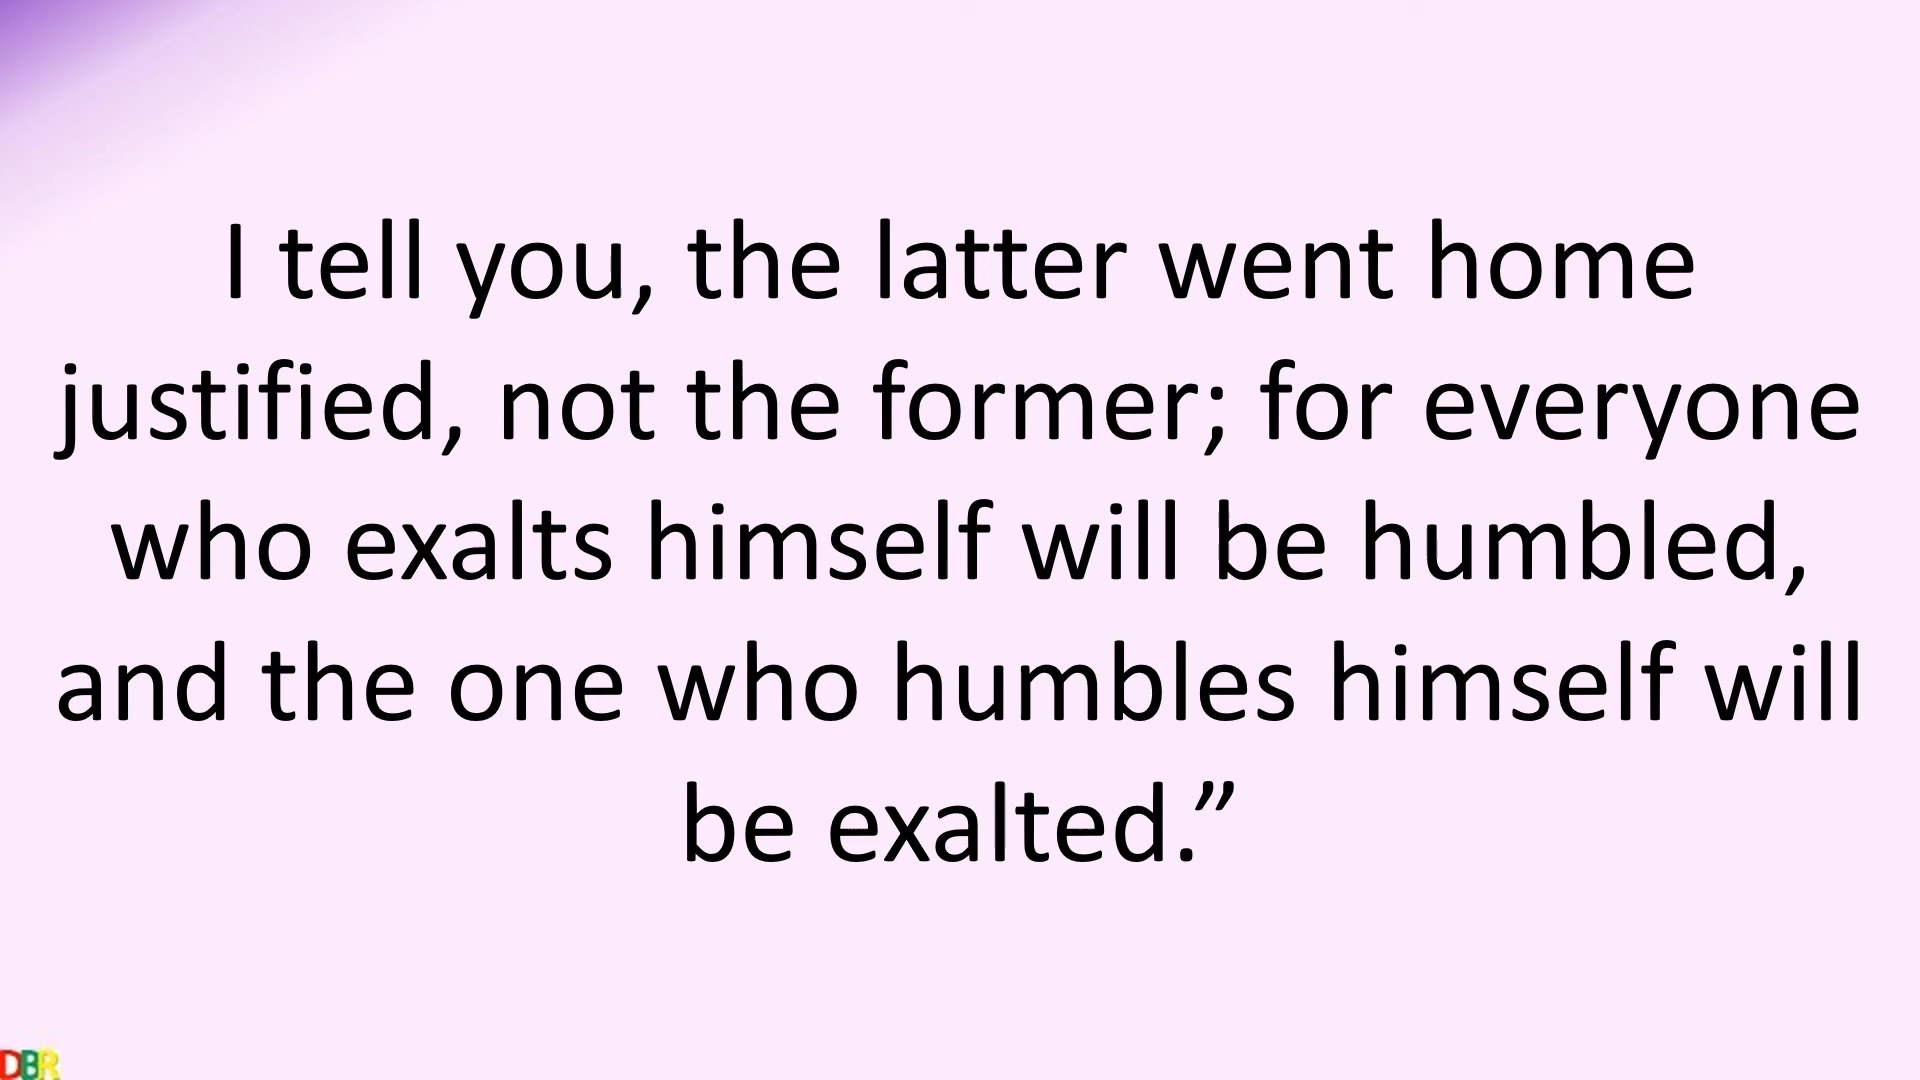 I tell you, the latter went home
justified, not the former; for everyone
who exalts himself will be humbled,
and the one who humbles himself will
be exalted.”
DBR